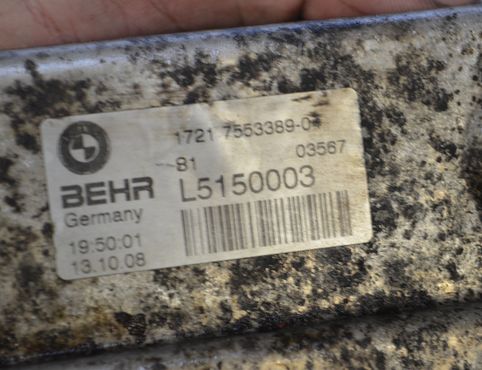 1721 7553389-0
81 03567
BEHR L5150003
Germany
19:50:01
13.10.08